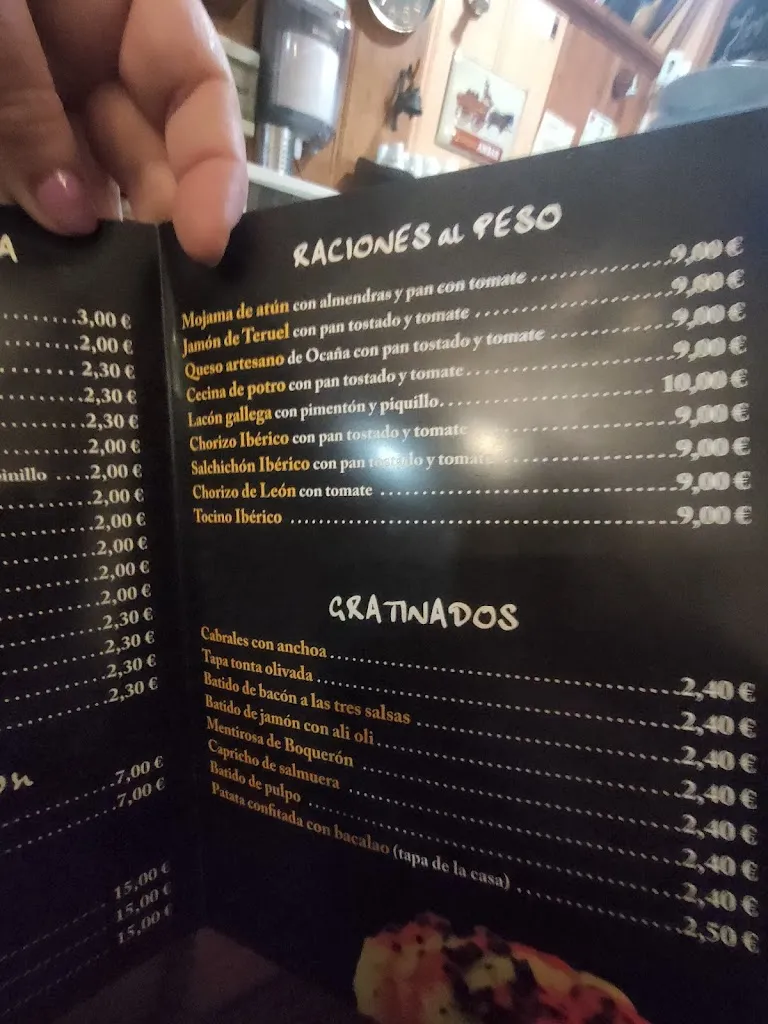 A
3,00 €
2,00 €
2,30 €
2,30 €
2,30 €
2,00 €
inillo ....2,00 €
2,00 €
2,00 €
2,00 €
2,00 €
2,00 €
2,30 €
2,30 €
2,30 €
2,30 €
7,00 €
7,00 €
15,00 €
15,00 €
15,00 €
RACIONES al PESO
Mojama de atún con almendras y pan con tomate ........ 9,00 €
Jamón de Teruel con pan tostado y tomate ........ 9,00 €
Queso artesano de Ocaña con pan tostado y tomate ........ 9,00 €
Cecina de potro con pan tostado y tomate ........ 9,00 €
Lacón gallega con pimentón y piquillo ........ 10,00 €
Chorizo Ibérico con pan tostado y tomate ........ 9,00 €
Salchichón Ibérico con pan tostado y tomate ........ 9,00 €
Chorizo de León con tomate ........ 9,00 €
Tocino Ibérico ........ 9,00 €
GRATINADOS
Cabrales con anchoa ........ 2,40 €
Tapa tonta olivada ........ 2,40 €
Batido de bacón a las tres salsas ........ 2,40 €
Batido de jamón con ali oli ........ 2,40 €
Mentirosa de Boquerón ........ 2,40 €
Capricho de salmuera ........ 2,40 €
Batido de pulpo ........ 2,40 €
Patata confitada con bacalao (tapa de la casa) ........ 2,50 €